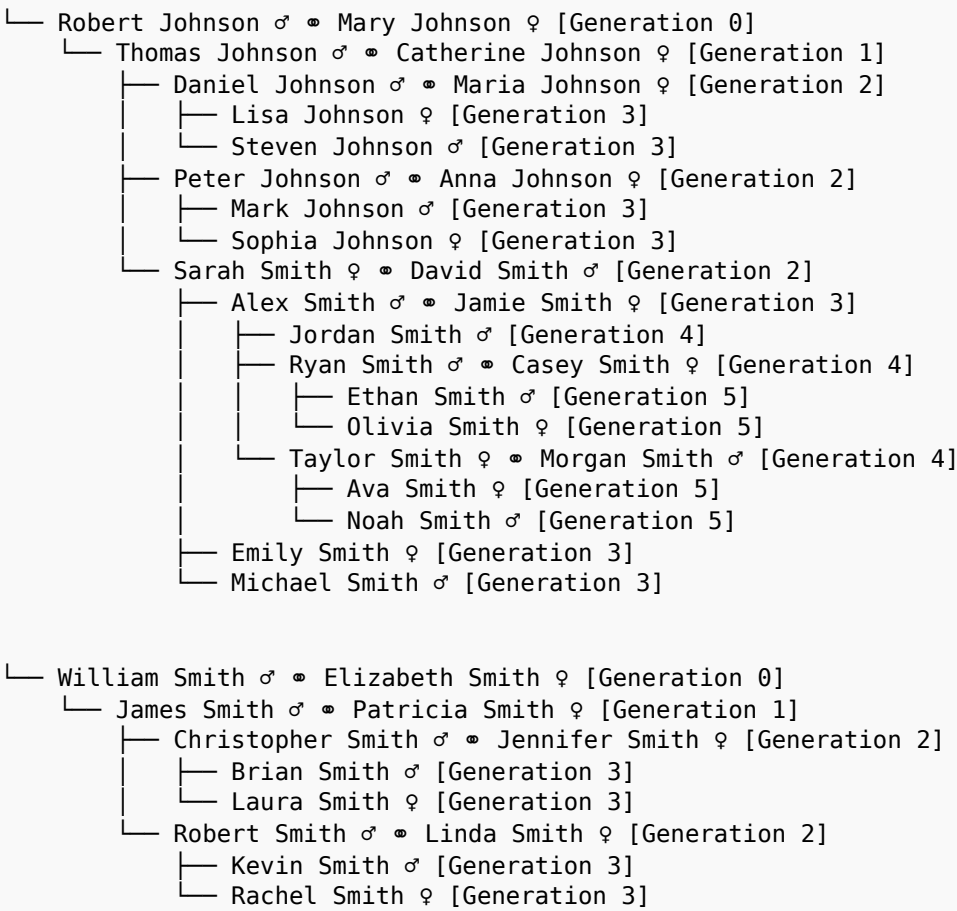 └── Robert Johnson ♂ ⚭ Mary Johnson ♀ [Generation 0]
    └── Thomas Johnson ♂ ⚭ Catherine Johnson ♀ [Generation 1]
        ├── Daniel Johnson ♂ ⚭ Maria Johnson ♀ [Generation 2]
        │   ├── Lisa Johnson ♀ [Generation 3]
        │   └── Steven Johnson ♂ [Generation 3]
        ├── Peter Johnson ♂ ⚭ Anna Johnson ♀ [Generation 2]
        │   ├── Mark Johnson ♂ [Generation 3]
        │   └── Sophia Johnson ♀ [Generation 3]
        └── Sarah Smith ♀ ⚭ David Smith ♂ [Generation 2]
            ├── Alex Smith ♂ ⚭ Jamie Smith ♀ [Generation 3]
            │   ├── Jordan Smith ♂ [Generation 4]
            │   ├── Ryan Smith ♂ ⚭ Casey Smith ♀ [Generation 4]
            │   │   ├── Ethan Smith ♂ [Generation 5]
            │   │   └── Olivia Smith ♀ [Generation 5]
            │   └── Taylor Smith ♀ ⚭ Morgan Smith ♂ [Generation 4]
            │       ├── Ava Smith ♀ [Generation 5]
            │       └── Noah Smith ♂ [Generation 5]
            ├── Emily Smith ♀ [Generation 3]
            └── Michael Smith ♂ [Generation 3]
└── William Smith ♂ ⚭ Elizabeth Smith ♀ [Generation 0]
    └── James Smith ♂ ⚭ Patricia Smith ♀ [Generation 1]
        ├── Christopher Smith ♂ ⚭ Jennifer Smith ♀ [Generation 2]
        │   ├── Brian Smith ♂ [Generation 3]
        │   └── Laura Smith ♀ [Generation 3]
        └── Robert Smith ♂ ⚭ Linda Smith ♀ [Generation 2]
            ├── Kevin Smith ♂ [Generation 3]
            └── Rachel Smith ♀ [Generation 3]